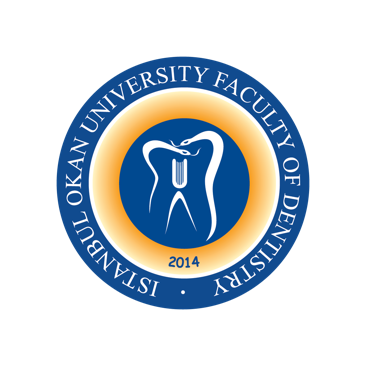 ISTANBUL OKAN UNIVERSITY FACULTY OF DENTISTRY
2014